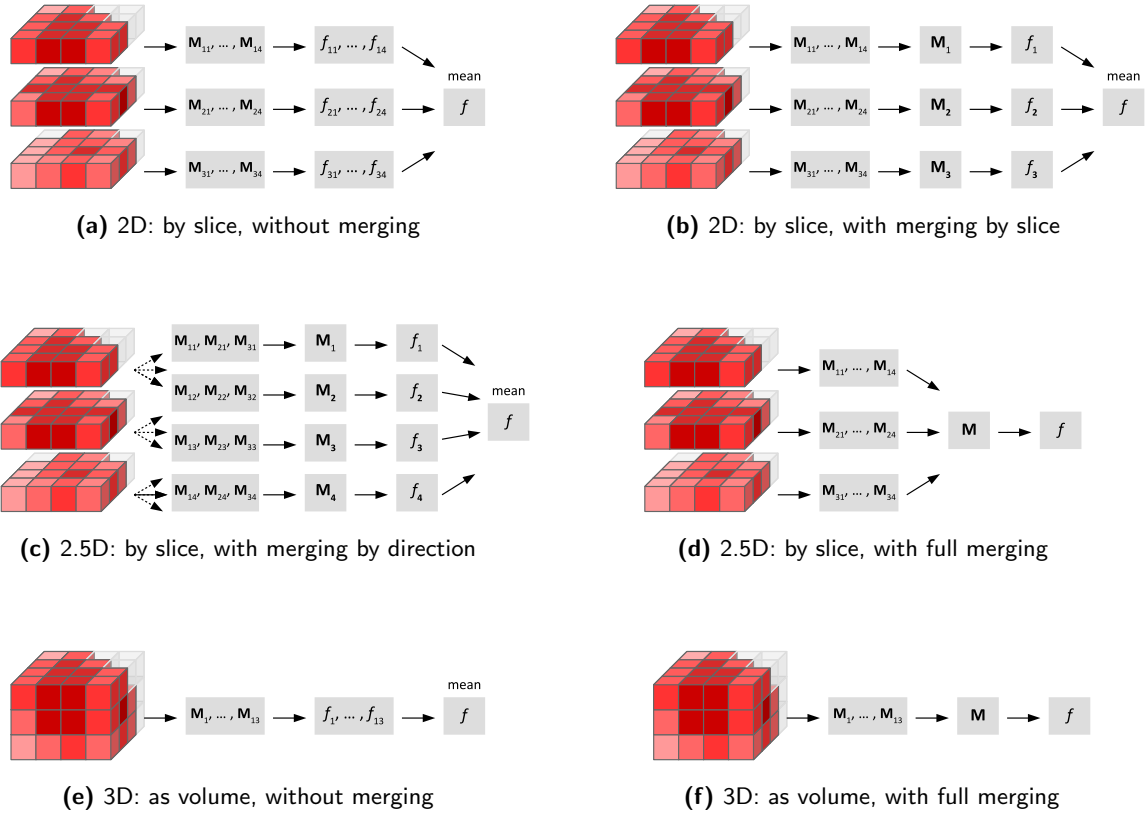 M₁₁, ... , M₁₄ f₁₁, ... , f₁₄
mean
M₂₁, ... , M₂₄ f₂₁, ... , f₂₄ f
M₃₁, ... , M₃₄ f₃₁, ... , f₃₄
(a) 2D: by slice, without merging
M₁₁, ... , M₁₄ M₁ f₁
mean
M₂₁, ... , M₂₄ M₂ f₂ f
M₃₁, ... , M₃₄ M₃ f₃
(b) 2D: by slice, with merging by slice
M₁₁, M₂₁, M₃₁ M₁ f₁
M₁₂, M₂₂, M₃₂ M₂ f₂
mean
f
M₁₃, M₂₃, M₃₃ M₃ f₃
M₁₄, M₂₄, M₃₄ M₄ f₄
(c) 2.5D: by slice, with merging by direction
M₁₁, ... , M₁₄
M₂₁, ... , M₂₄ M f
M₃₁, ... , M₃₄
(d) 2.5D: by slice, with full merging
mean
M₁, ... , M₁₃ f₁, ... , f₁₃ f
(e) 3D: as volume, without merging
M₁, ... , M₁₃ M f
(f) 3D: as volume, with full merging